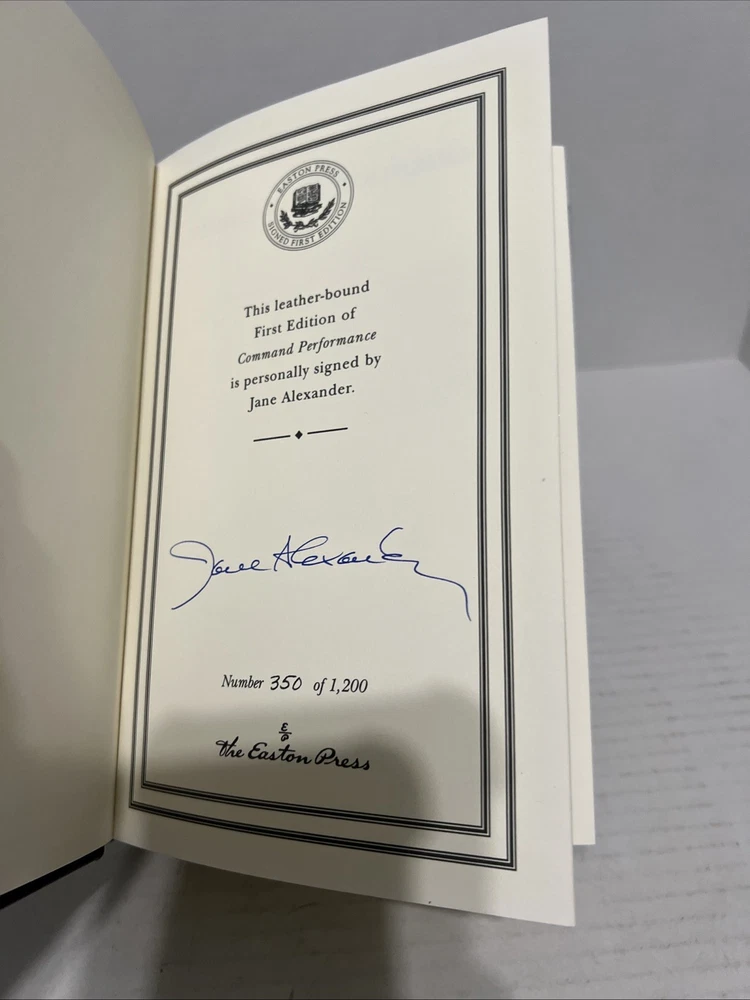 EASTON PRESS
SIGNED FIRST EDITION
This leather-bound
First Edition of
Command Performance
is personally signed by
Jane Alexander.
Jane Alexander
Number 350 of 1,200
E/P
the Easton Press